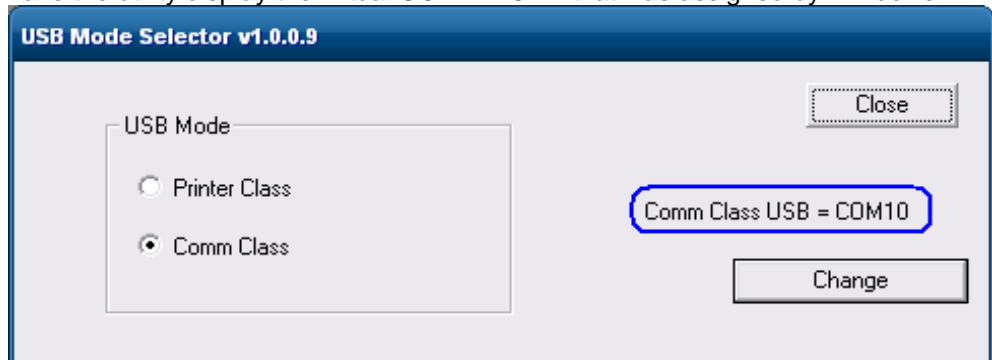 USB Mode Selector v1.0.0.9
Close
USB Mode
Printer Class
Comm Class USB = COM10
Comm Class
Change